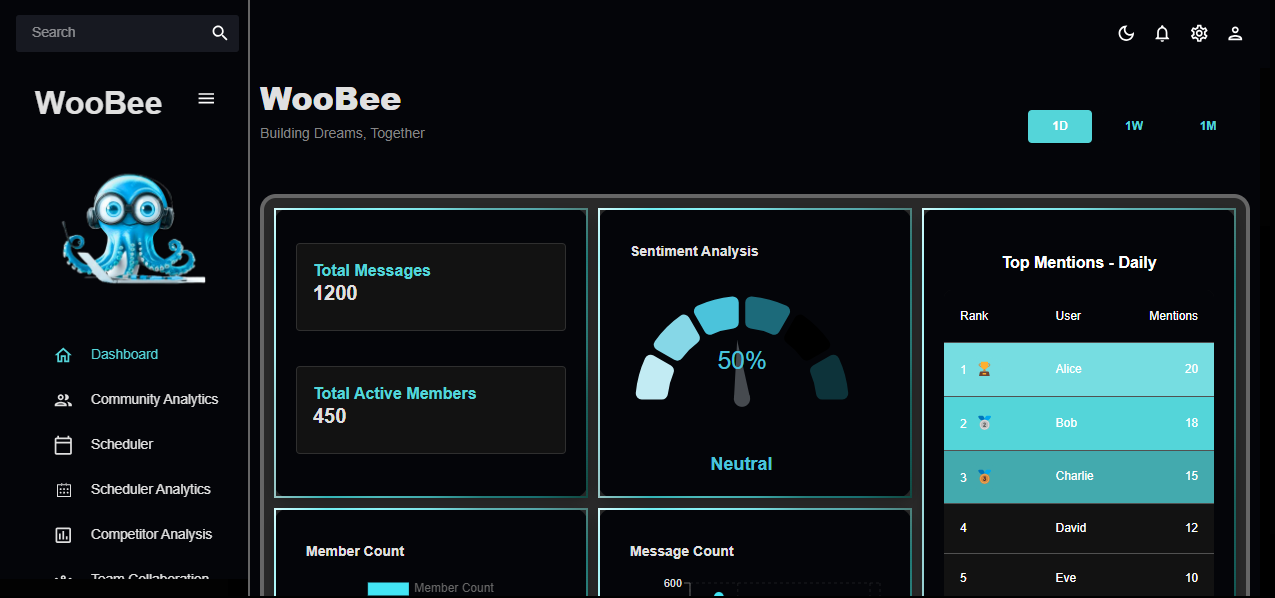 Search
WooBee
Dashboard
Community Analytics
Scheduler
Scheduler Analytics
Competitor Analysis
Team Collaboration
WooBee
Building Dreams, Together
1D 1W 1M
Total Messages
1200
Total Active Members
450
Sentiment Analysis
50%
Neutral
Top Mentions - Daily
Rank User Mentions
1 Alice 20
2 Bob 18
3 Charlie 15
4 David 12
5 Eve 10
Member Count
Member Count
Message Count
600